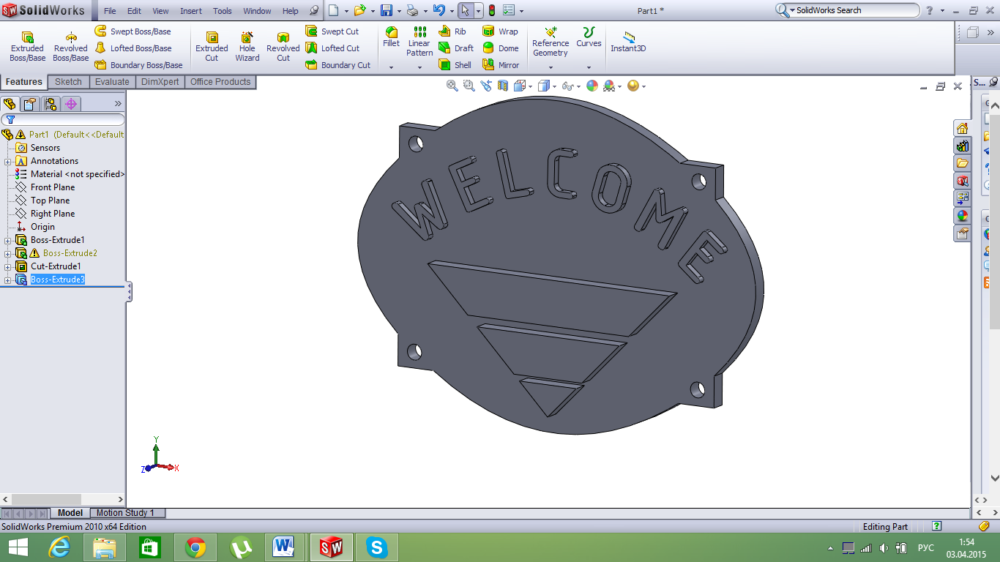 SolidWorks
File Edit View Insert Tools Window Help
Part1 *
SolidWorks Search
Extruded Boss/Base
Revolved Boss/Base
Swept Boss/Base
Lofted Boss/Base
Boundary Boss/Base
Extruded Cut
Hole Wizard
Revolved Cut
Swept Cut
Lofted Cut
Boundary Cut
Fillet
Linear Pattern
Rib
Draft
Shell
Wrap
Dome
Mirror
Reference Geometry
Curves
Instant3D
Features Sketch Evaluate DimXpert Office Products
S...
Part1 (Default<<Default
Sensors
Annotations
Material <not specified>
Front Plane
Top Plane
Right Plane
Origin
Boss-Extrude1
Boss-Extrude2
Cut-Extrude1
Boss-Extrude3
WELCOME
Y
Z X
Model Motion Study 1
SolidWorks Premium 2010 x64 Edition
Editing Part
РУС
1:54
03.04.2015